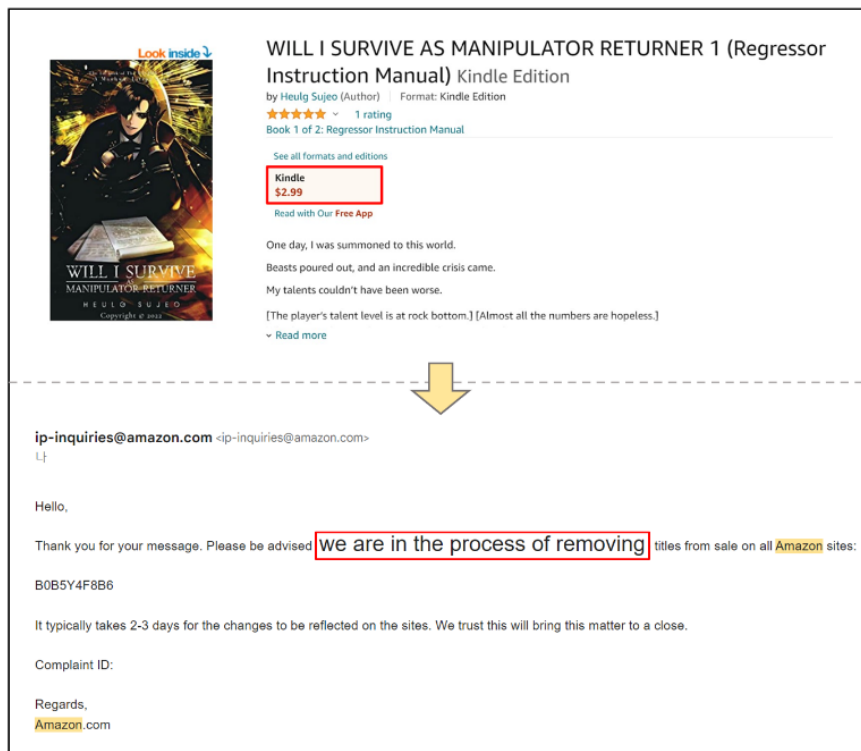 Look inside
WILL I SURVIVE AS MANIPULATOR RETURNER 1 (Regressor
Instruction Manual) Kindle Edition
by Heulg Sujeo (Author) | Format: Kindle Edition
1 rating
Book 1 of 2: Regressor Instruction Manual
See all formats and editions
Kindle
$2.99
Read with Our Free App
One day, I was summoned to this world.
Beasts poured out, and an incredible crisis came.
My talents couldn't have been worse.
[The player's talent level is at rock bottom.] [Almost all the numbers are hopeless.]
Read more
WILL I SURVIVE
AS
MANIPULATOR RETURNER
HEULG SUJEO
Copyright © 2022
ip-inquiries@amazon.com <ip-inquiries@amazon.com>
나
Hello,
Thank you for your message. Please be advised we are in the process of removing titles from sale on all Amazon sites:
B0B5Y4F8B6
It typically takes 2-3 days for the changes to be reflected on the sites. We trust this will bring this matter to a close.
Complaint ID:
Regards,
Amazon.com